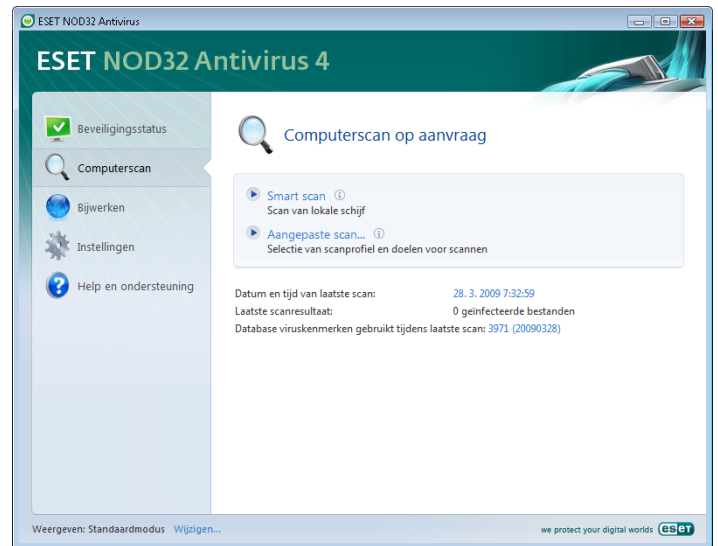 ESET NOD32 Antivirus
ESET NOD32 Antivirus 4
Beveiligingsstatus
Computerscan
Bijwerken
Instellingen
Help en ondersteuning
Computerscan op aanvraag
Smart scan
Scan van lokale schijf
Aangepaste scan...
Selectie van scanprofiel en doelen voor scannen
Datum en tijd van laatste scan: 28. 3. 2009 7:32:59
Laatste scanresultaat: 0 geïnfecteerde bestanden
Database viruskenmerken gebruikt tijdens laatste scan: 3971 (20090328)
Weergeven: Standaardmodus Wijzigen...
we protect your digital worlds eset